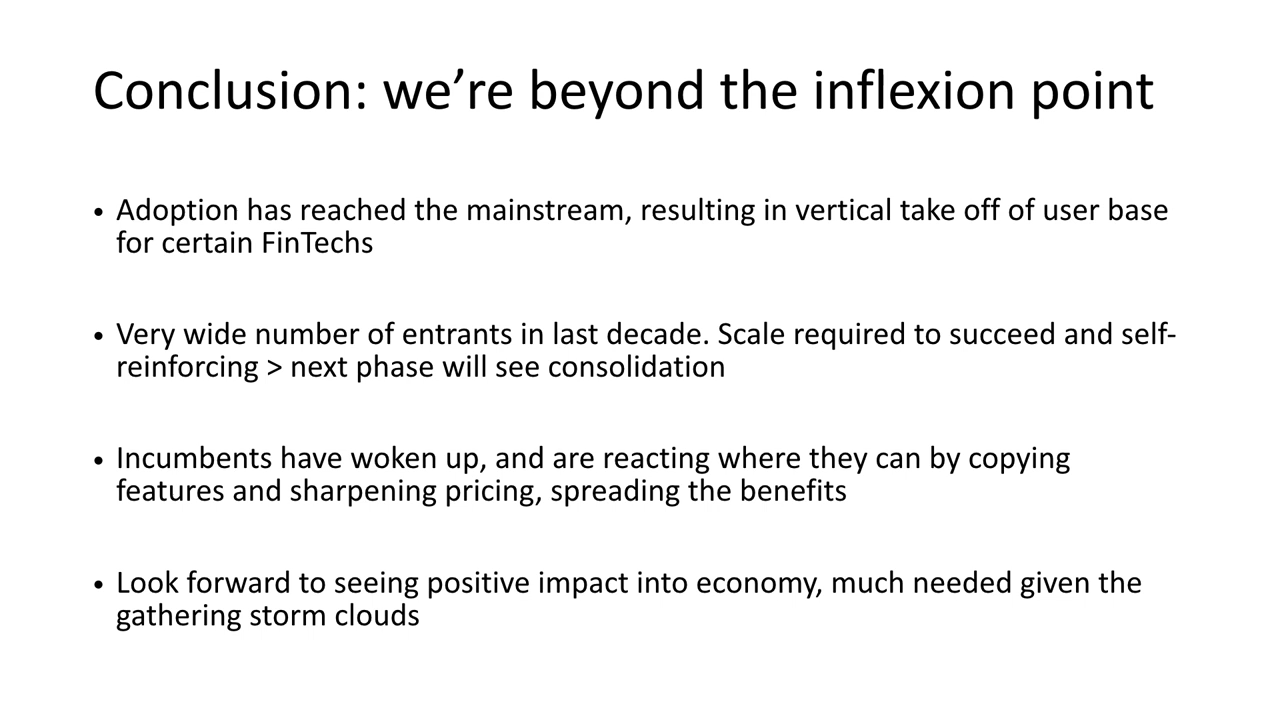 Conclusion: we’re beyond the inflexion point
• Adoption has reached the mainstream, resulting in vertical take off of user base
for certain FinTechs
• Very wide number of entrants in last decade. Scale required to succeed and self-
reinforcing > next phase will see consolidation
• Incumbents have woken up, and are reacting where they can by copying
features and sharpening pricing, spreading the benefits
• Look forward to seeing positive impact into economy, much needed given the
gathering storm clouds